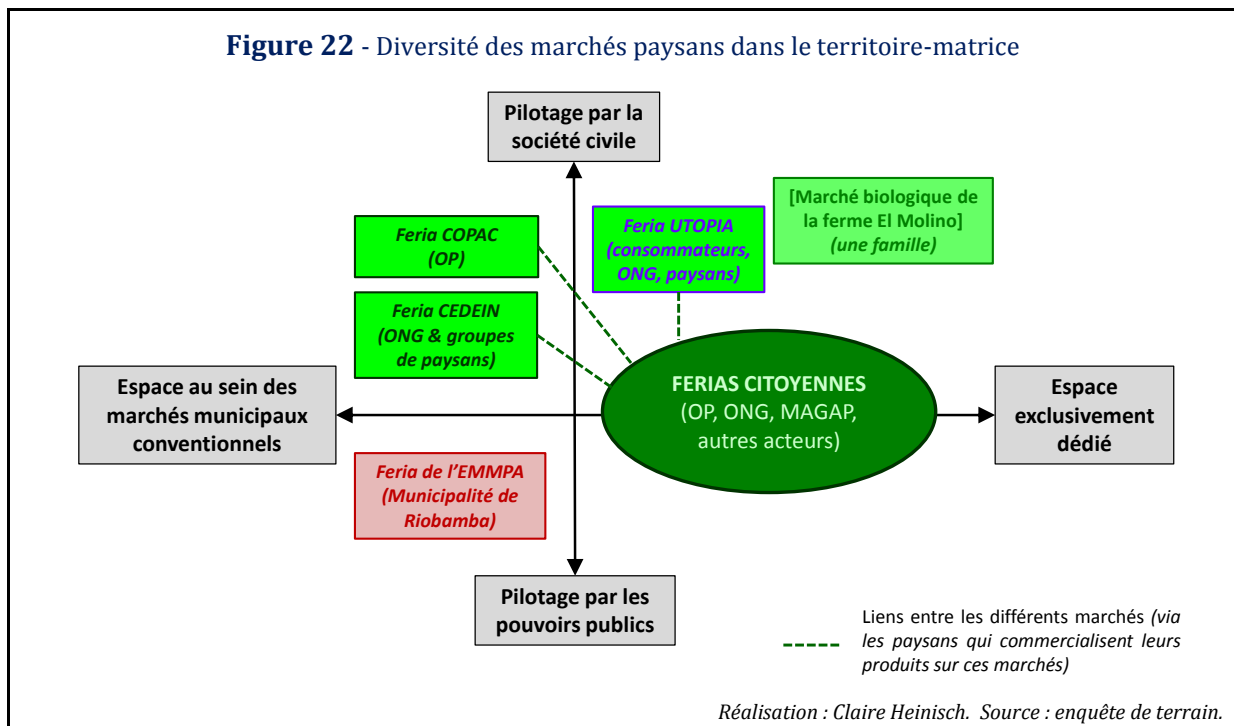 Figure 22 - Diversité des marchés paysans dans le territoire-matrice
Pilotage par la
société civile
[Marché biologique de
la ferme El Molino]
(une famille)
Feria COPAC
(OP)
Feria UTOPIA
(consommateurs,
ONG, paysans)
Feria CEDEIN
(ONG & groupes
de paysans)
Espace au sein des
marchés municipaux
conventionnels
FERIAS CITOYENNES
(OP, ONG, MAGAP,
autres acteurs)
Espace
exclusivement
dédié
Feria de l'EMMPA
(Municipalité de
Riobamba)
Pilotage par les
pouvoirs publics
Liens entre les différents marchés (via
les paysans qui commercialisent leurs
produits sur ces marchés)
Réalisation : Claire Heinisch. Source : enquête de terrain.